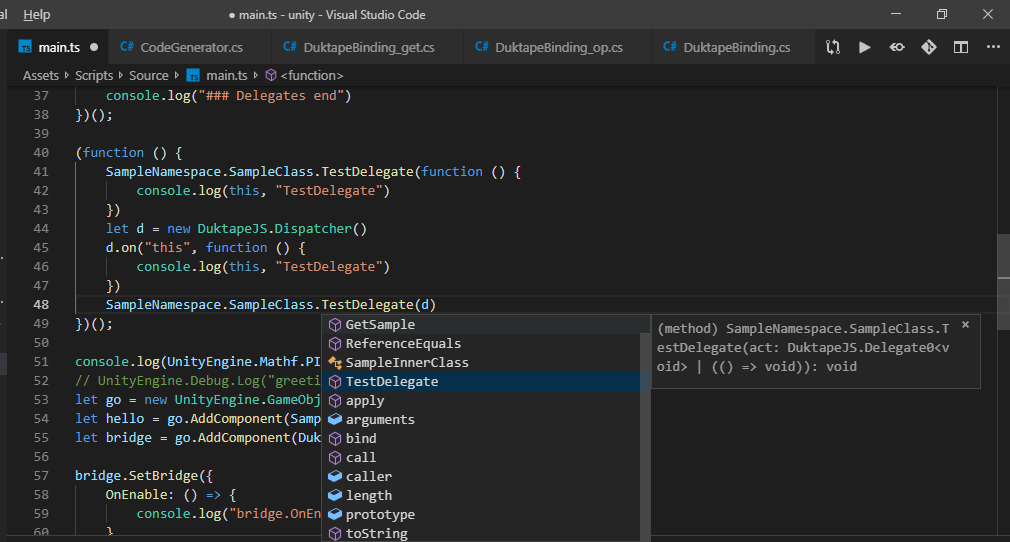 al Help ● main.ts - unity - Visual Studio Code
TS main.ts ● C# CodeGenerator.cs C# DuktapeBinding_get.cs C# DuktapeBinding_op.cs C# DuktapeBinding.cs ...
Assets Scripts Source TS main.ts <function>
37 console.log("### Delegates end")
38 })();
39
40 (function () {
41 SampleNamespace.SampleClass.TestDelegate(function () {
42 console.log(this, "TestDelegate")
43 })
44 let d = new DuktapeJS.Dispatcher()
45 d.on("this", function () {
46 console.log(this, "TestDelegate")
47 })
48 SampleNamespace.SampleClass.TestDelegate(d)
49 })();
50
51 console.log(UnityEngine.Mathf.PI
52 // UnityEngine.Debug.Log("greeti
53 let go = new UnityEngine.GameObj
54 let hello = go.AddComponent(Samp
55 let bridge = go.AddComponent(Duk
56
57 bridge.SetBridge({
58 OnEnable: () => {
59 console.log("bridge.OnEn
60 }
GetSample
ReferenceEquals
SampleInnerClass
TestDelegate
apply
arguments
bind
call
caller
length
prototype
toString
(method) SampleNamespace.SampleClass.T
estDelegate(act: DuktapeJS.Delegate0<v
oid> | (() => void)): void